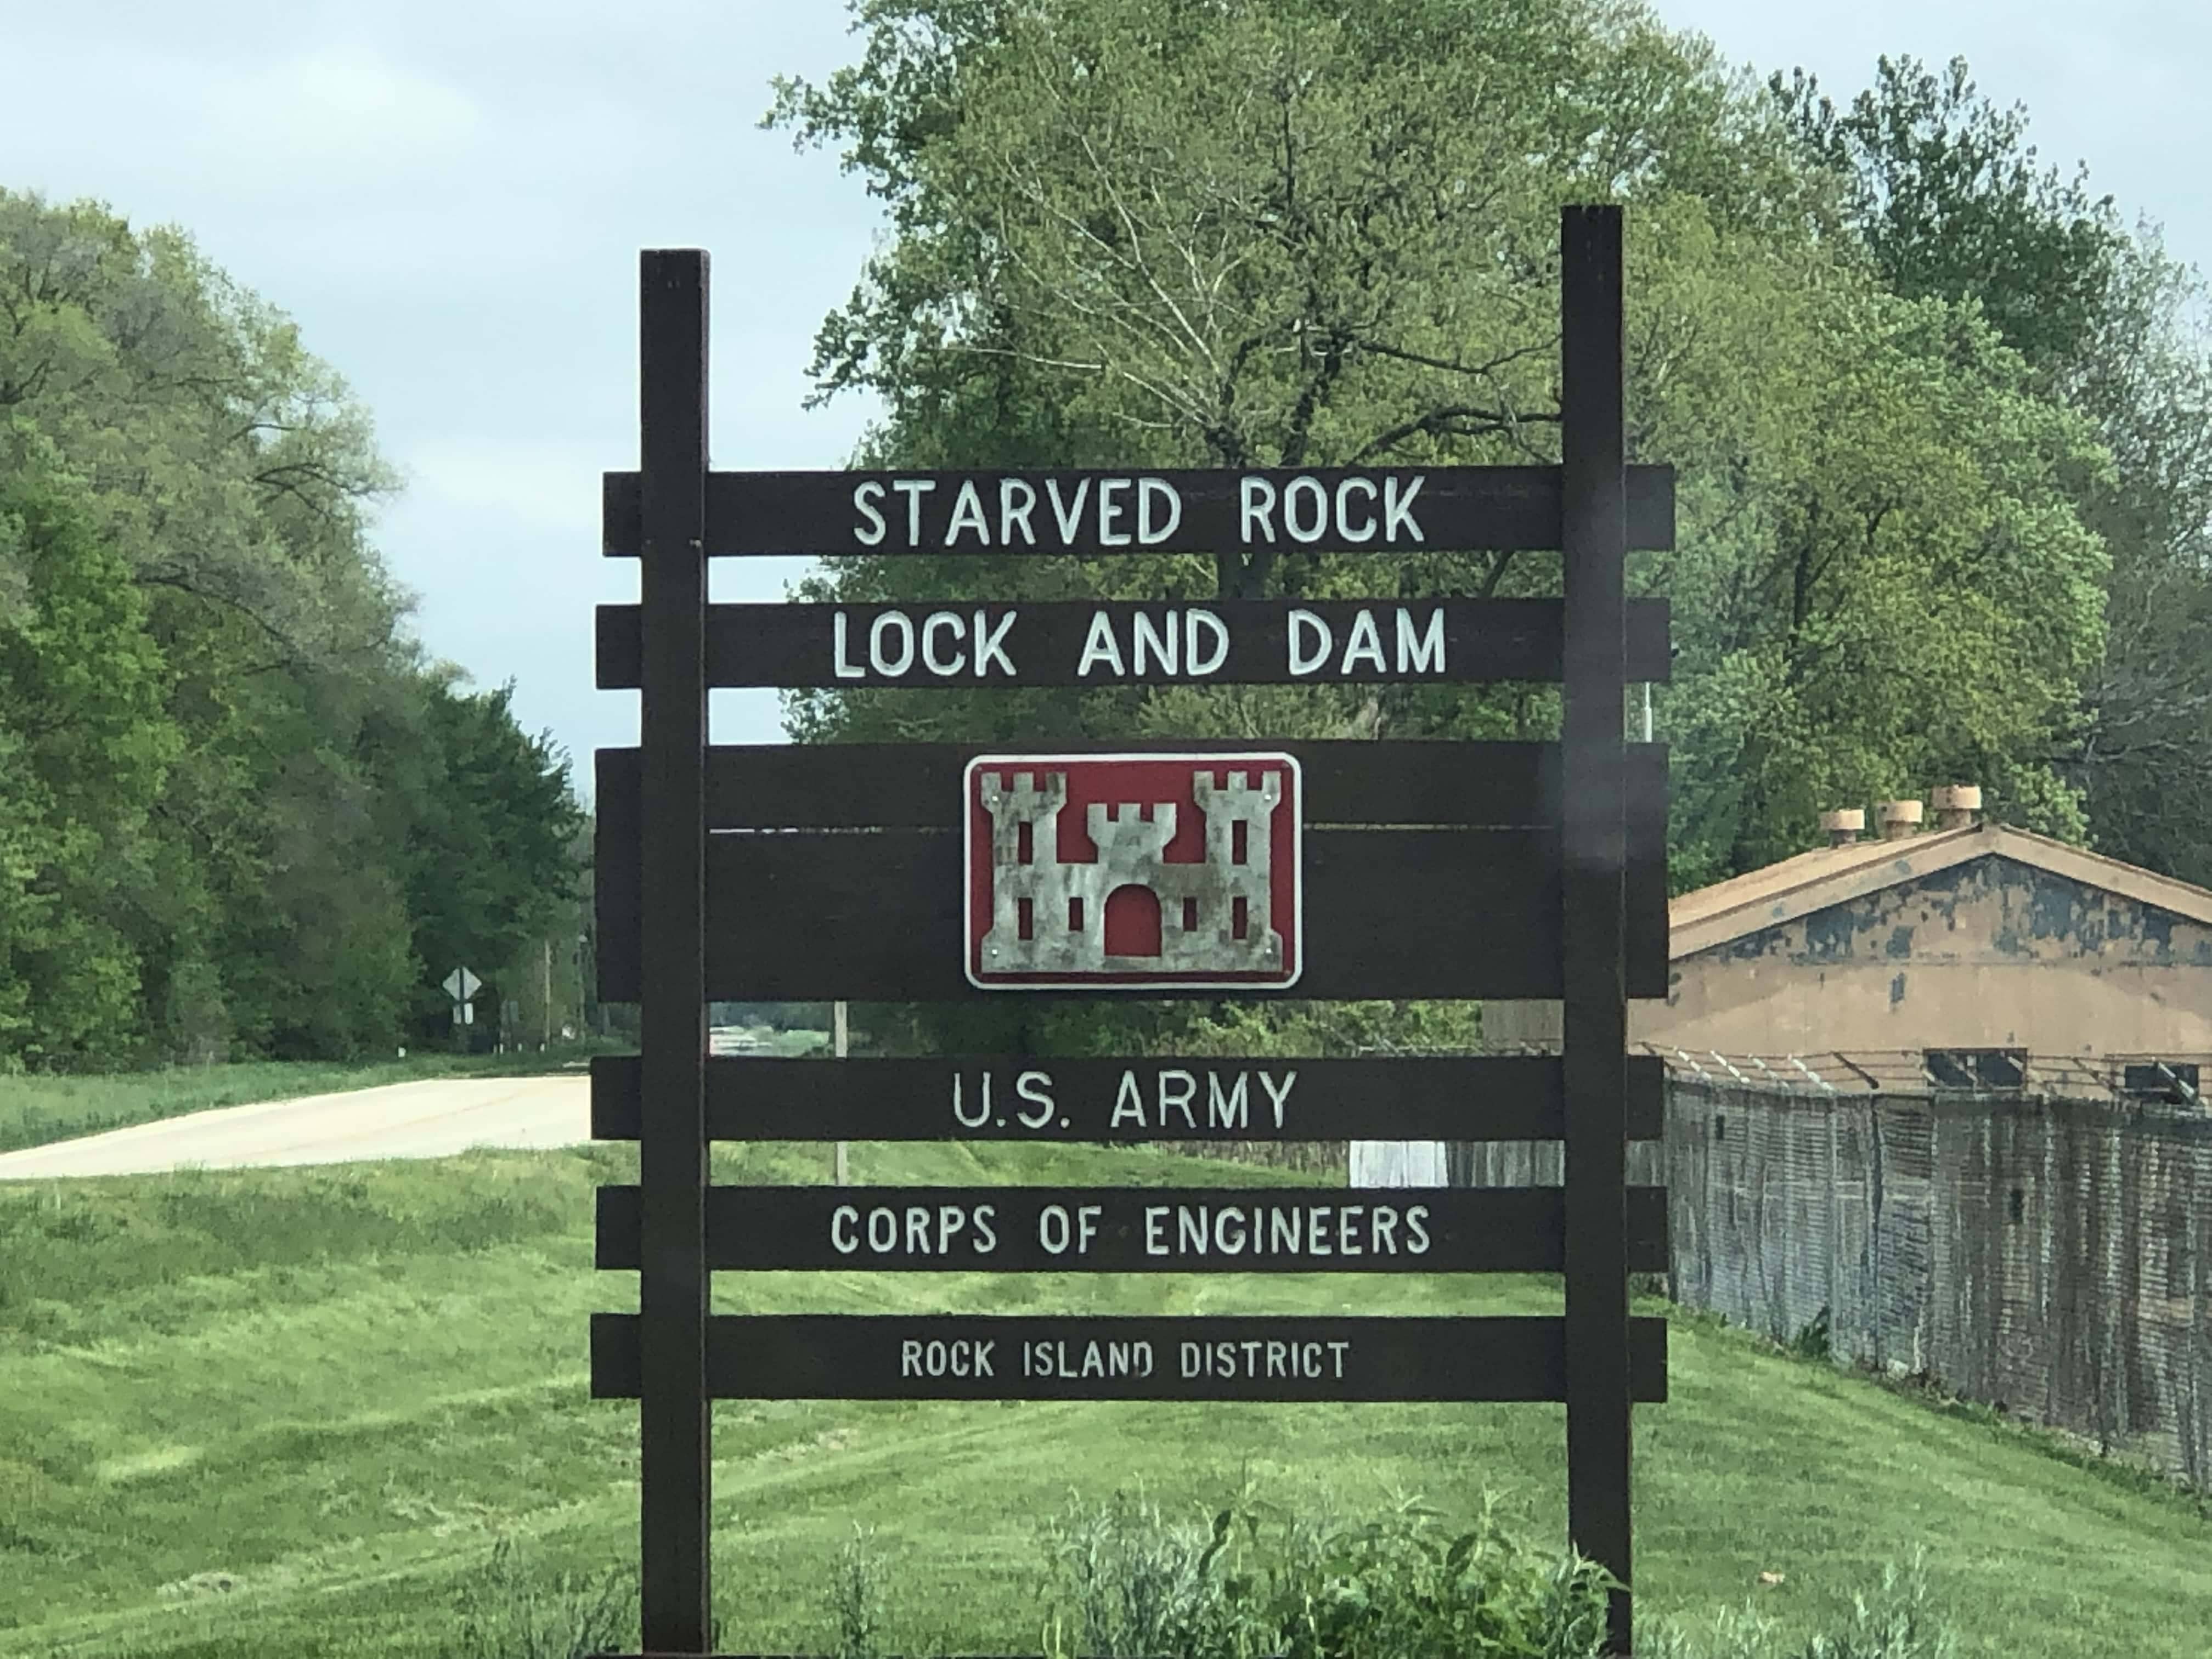 STARVED ROCK
LOCK AND DAM
U.S. ARMY
CORPS OF ENGINEERS
ROCK ISLAND DISTRICT